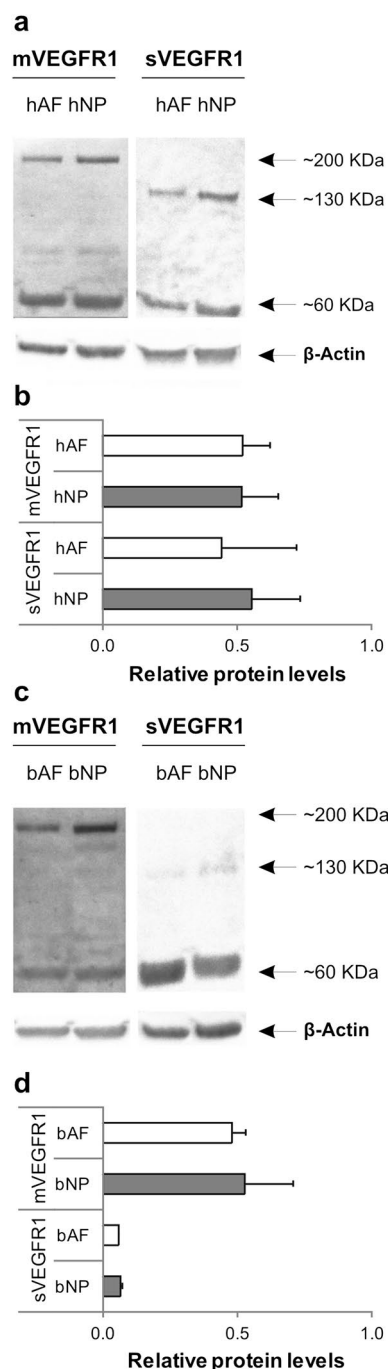 a
mVEGFR1 sVEGFR1
hAF hNP hAF hNP
~200 KDa
~130 KDa
~60 KDa
β-Actin
b
mVEGFR1
hAF
hNP
sVEGFR1
hAF
hNP
0.0 0.5 1.0
Relative protein levels
c
mVEGFR1 sVEGFR1
bAF bNP bAF bNP
~200 KDa
~130 KDa
~60 KDa
β-Actin
d
mVEGFR1
bAF
bNP
sVEGFR1
bAF
bNP
0.0 0.5 1.0
Relative protein levels